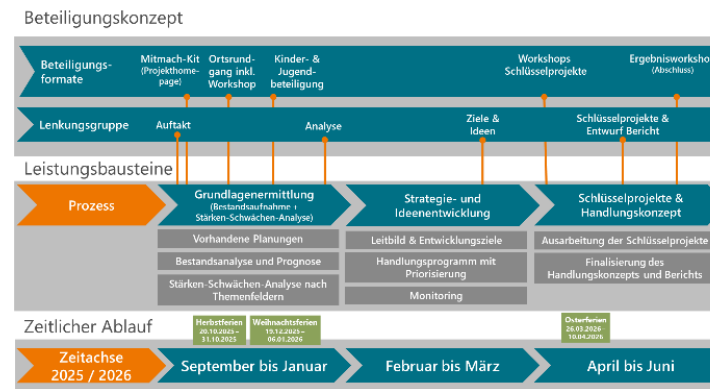 Beteiligungskonzept
Beteiligungs-
formate
Mitmach-Kit
(Projekthome-
page)
Ortsrund-
gang inkl.
Workshop
Kinder- &
Jugend-
beteiligung
Workshops
Schlüsselprojekte
Ergebnisworksho
(Abschluss)
Lenkungsgruppe
Auftakt
Analyse
Ziele &
Ideen
Schlüsselprojekte &
Entwurf Bericht
Leistungsbausteine
Prozess
Grundlagenermittlung
(Bestandsaufnahme +
Stärken-Schwächen-Analyse)
Strategie- und
Ideenentwicklung
Schlüsselprojekte &
Handlungskonzept
Vorhandene Planungen
Bestandsanalyse und Prognose
Stärken-Schwächen-Analyse nach
Themenfeldern
Leitbild & Entwicklungsziele
Handlungsprogramm mit
Priorisierung
Monitoring
Ausarbeitung der Schlüsselprojekte
Finalisierung des
Handlungskonzepts und Berichts
Zeitlicher Ablauf
Herbstferien
20.10.2025 –
31.10.2025
Weihnachtsferien
19.12.2025 –
06.01.2026
Osterferien
26.03.2026 -
10.04.2026
Zeitachse
2025 / 2026
September bis Januar
Februar bis März
April bis Juni